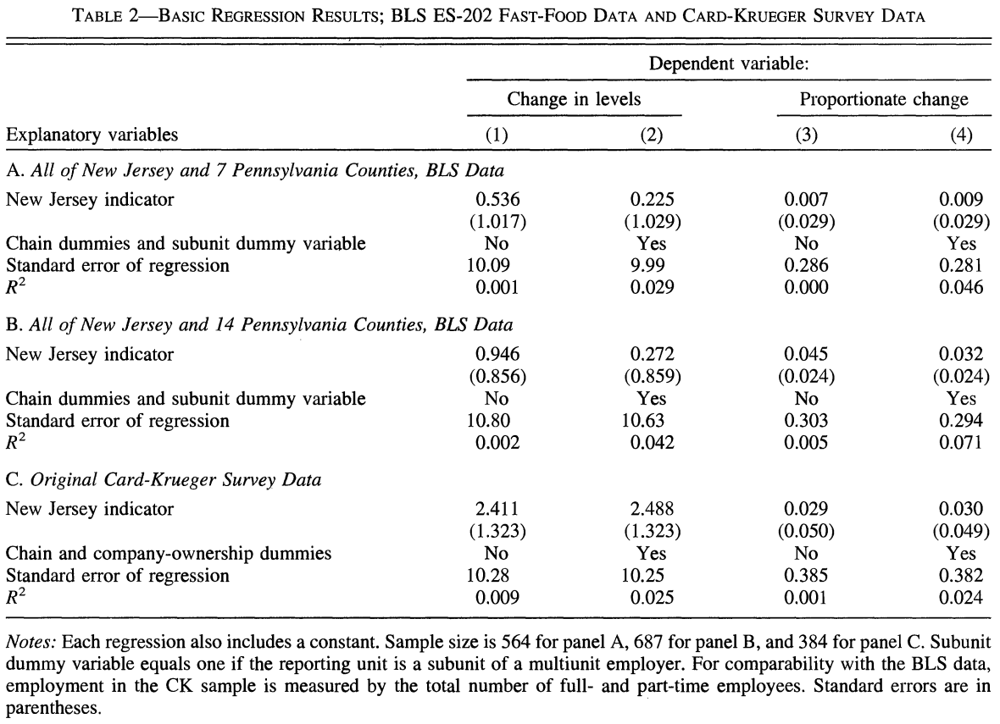 TABLE 2—BASIC REGRESSION RESULTS; BLS ES-202 FAST-FOOD DATA AND CARD-KRUEGER SURVEY DATA
Dependent variable:
Change in levels Proportionate change
Explanatory variables (1) (2) (3) (4)
A. All of New Jersey and 7 Pennsylvania Counties, BLS Data
New Jersey indicator 0.536 0.225 0.007 0.009
(1.017) (1.029) (0.029) (0.029)
Chain dummies and subunit dummy variable No Yes No Yes
Standard error of regression 10.09 9.99 0.286 0.281
R² 0.001 0.029 0.000 0.046
B. All of New Jersey and 14 Pennsylvania Counties, BLS Data
New Jersey indicator 0.946 0.272 0.045 0.032
(0.856) (0.859) (0.024) (0.024)
Chain dummies and subunit dummy variable No Yes No Yes
Standard error of regression 10.80 10.63 0.303 0.294
R² 0.002 0.042 0.005 0.071
C. Original Card-Krueger Survey Data
New Jersey indicator 2.411 2.488 0.029 0.030
(1.323) (1.323) (0.050) (0.049)
Chain and company-ownership dummies No Yes No Yes
Standard error of regression 10.28 10.25 0.385 0.382
R² 0.009 0.025 0.001 0.024
Notes: Each regression also includes a constant. Sample size is 564 for panel A, 687 for panel B, and 384 for panel C. Subunit
dummy variable equals one if the reporting unit is a subunit of a multiunit employer. For comparability with the BLS data,
employment in the CK sample is measured by the total number of full- and part-time employees. Standard errors are in
parentheses.